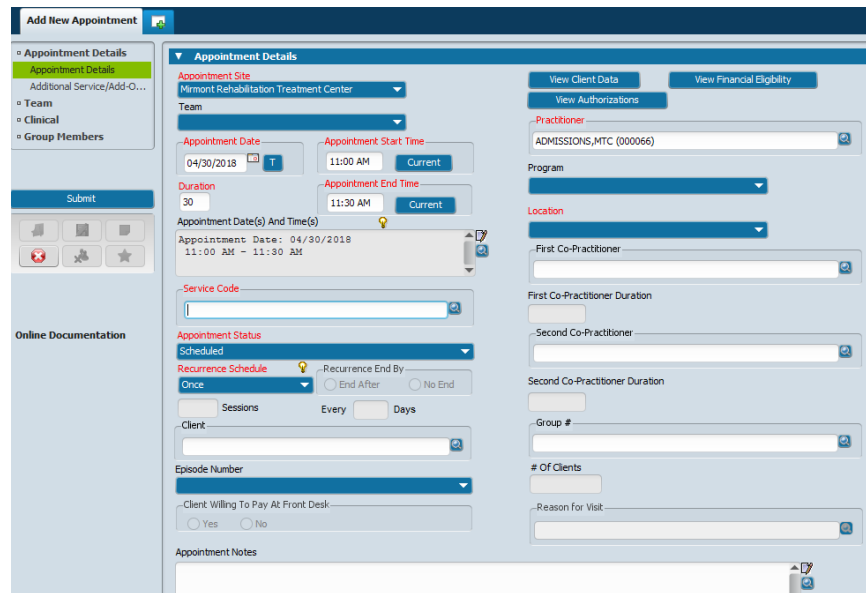 Add New Appointment
Appointment Details
Appointment Details
Additional Service/Add-O...
Team
Clinical
Group Members
Submit
Online Documentation
Appointment Details
Appointment Site
Mirmont Rehabilitation Treatment Center
Team
Appointment Date
04/30/2018
T
Appointment Start Time
11:00 AM
Current
Duration
30
Appointment End Time
11:30 AM
Current
Appointment Date(s) And Time(s)
Appointment Date: 04/30/2018
11:00 AM - 11:30 AM
Service Code
Appointment Status
Scheduled
Recurrence Schedule
Once
Recurrence End By
End After
No End
Sessions
Every
Days
Client
Episode Number
Client Willing To Pay At Front Desk
Yes
No
Appointment Notes
View Client Data
View Financial Eligibility
View Authorizations
Practitioner
ADMISSIONS,MTC (000066)
Program
Location
First Co-Practitioner
First Co-Practitioner Duration
Second Co-Practitioner
Second Co-Practitioner Duration
Group #
# Of Clients
Reason for Visit